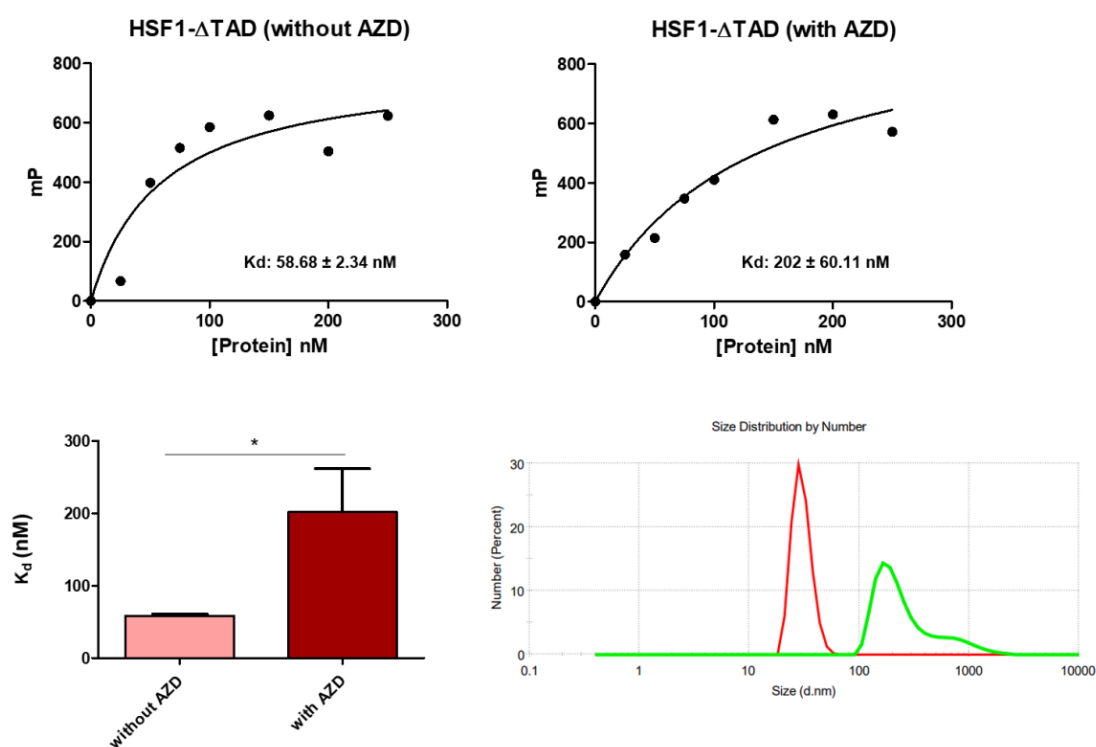 HSF1-ΔTAD (without AZD)
800
600
400
200
0
mP
Kd: 58.68 ± 2.34 nM
0 100 200 300
[Protein] nM
HSF1-ΔTAD (with AZD)
800
600
400
200
0
mP
Kd: 202 ± 60.11 nM
0 100 200 300
[Protein] nM
300
200
100
0
Kd (nM)
*
without AZD
with AZD
Size Distribution by Number
30
20
10
0
Number (Percent)
0.1 1 10 100 1000 10000
Size (d.nm)